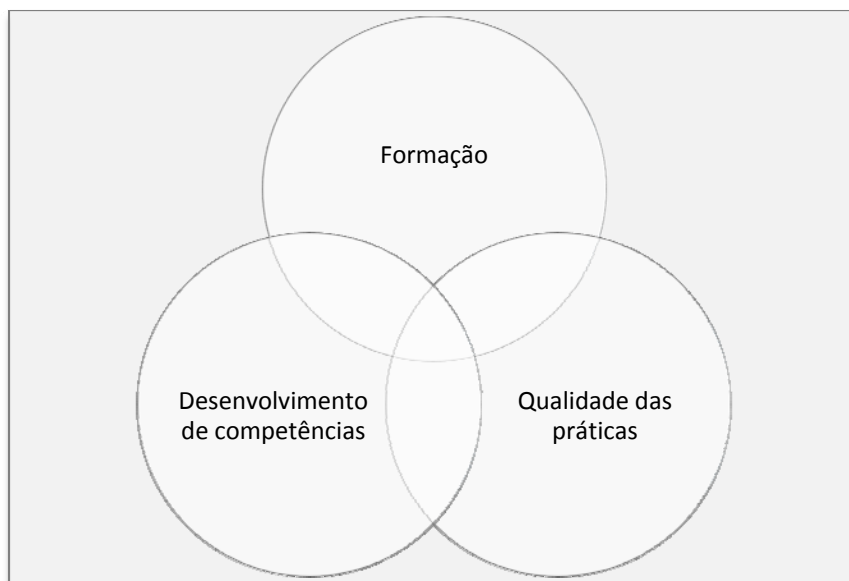 Formação
Desenvolvimento
de competências
Qualidade das
práticas